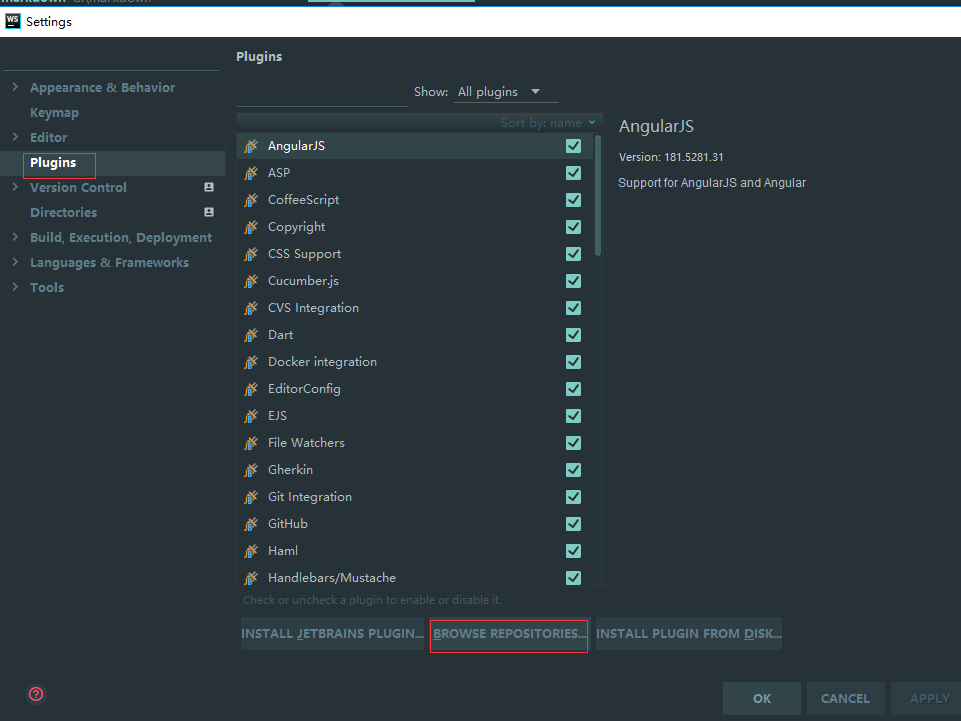 WS Settings
Plugins
Show: All plugins
Appearance & Behavior
Keymap
Editor
Plugins
Version Control
Directories
Build, Execution, Deployment
Languages & Frameworks
Tools
Sort by: name
AngularJS
ASP
CoffeeScript
Copyright
CSS Support
Cucumber.js
CVS Integration
Dart
Docker integration
EditorConfig
EJS
File Watchers
Gherkin
Git Integration
GitHub
Haml
Handlebars/Mustache
AngularJS
Version: 181.5281.31
Support for AngularJS and Angular
Check or uncheck a plugin to enable or disable it.
INSTALL JETBRAINS PLUGIN...
BROWSE REPOSITORIES...
INSTALL PLUGIN FROM DISK...
?
OK
CANCEL
APPLY